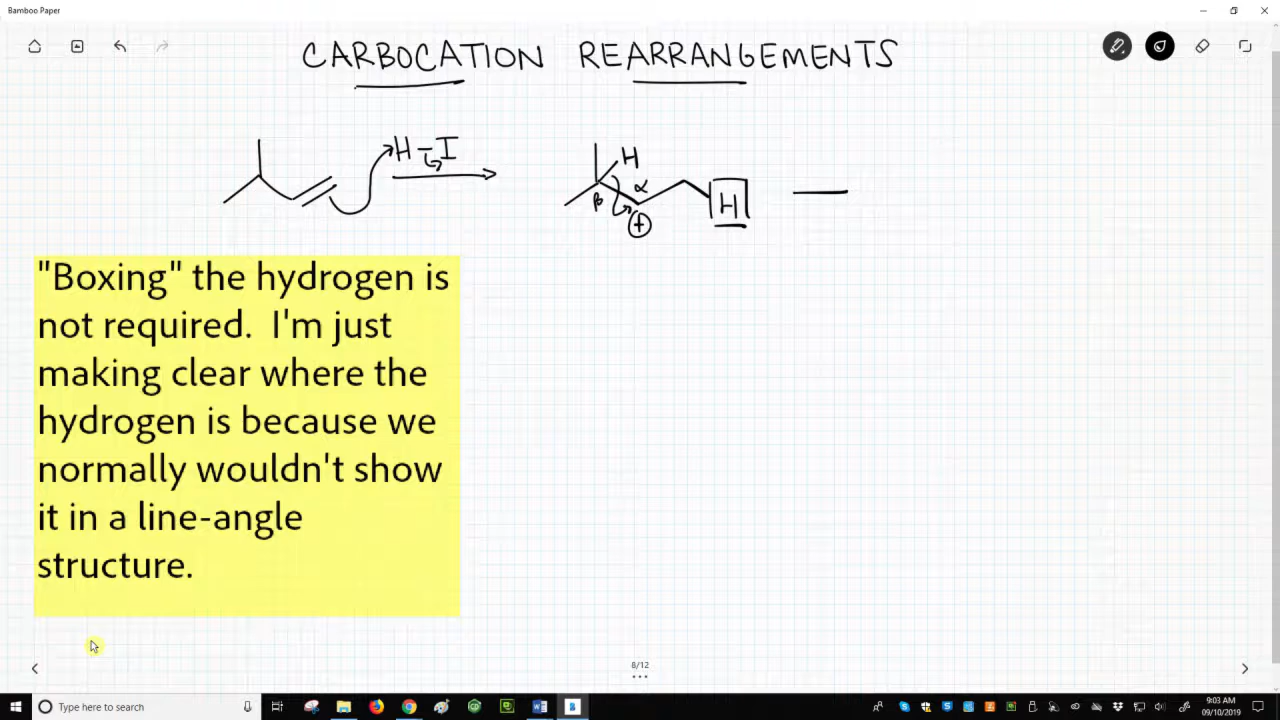 Bamboo Paper
CARBOCATION REARRANGEMENTS
H-I
H
α
β
+
H
"Boxing" the hydrogen is
not required. I'm just
making clear where the
hydrogen is because we
normally wouldn't show
it in a line-angle
structure.
8/12
Type here to search
9:03 AM
09/10/2019